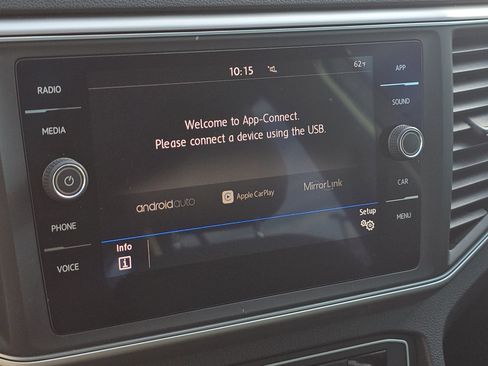 10:15
62°F
RADIO
APP
MEDIA
SOUND
Welcome to App-Connect.
Please connect a device using the USB.
androidauto
Apple CarPlay
MirrorLink
PHONE
CAR
VOICE
MENU
Info
Setup